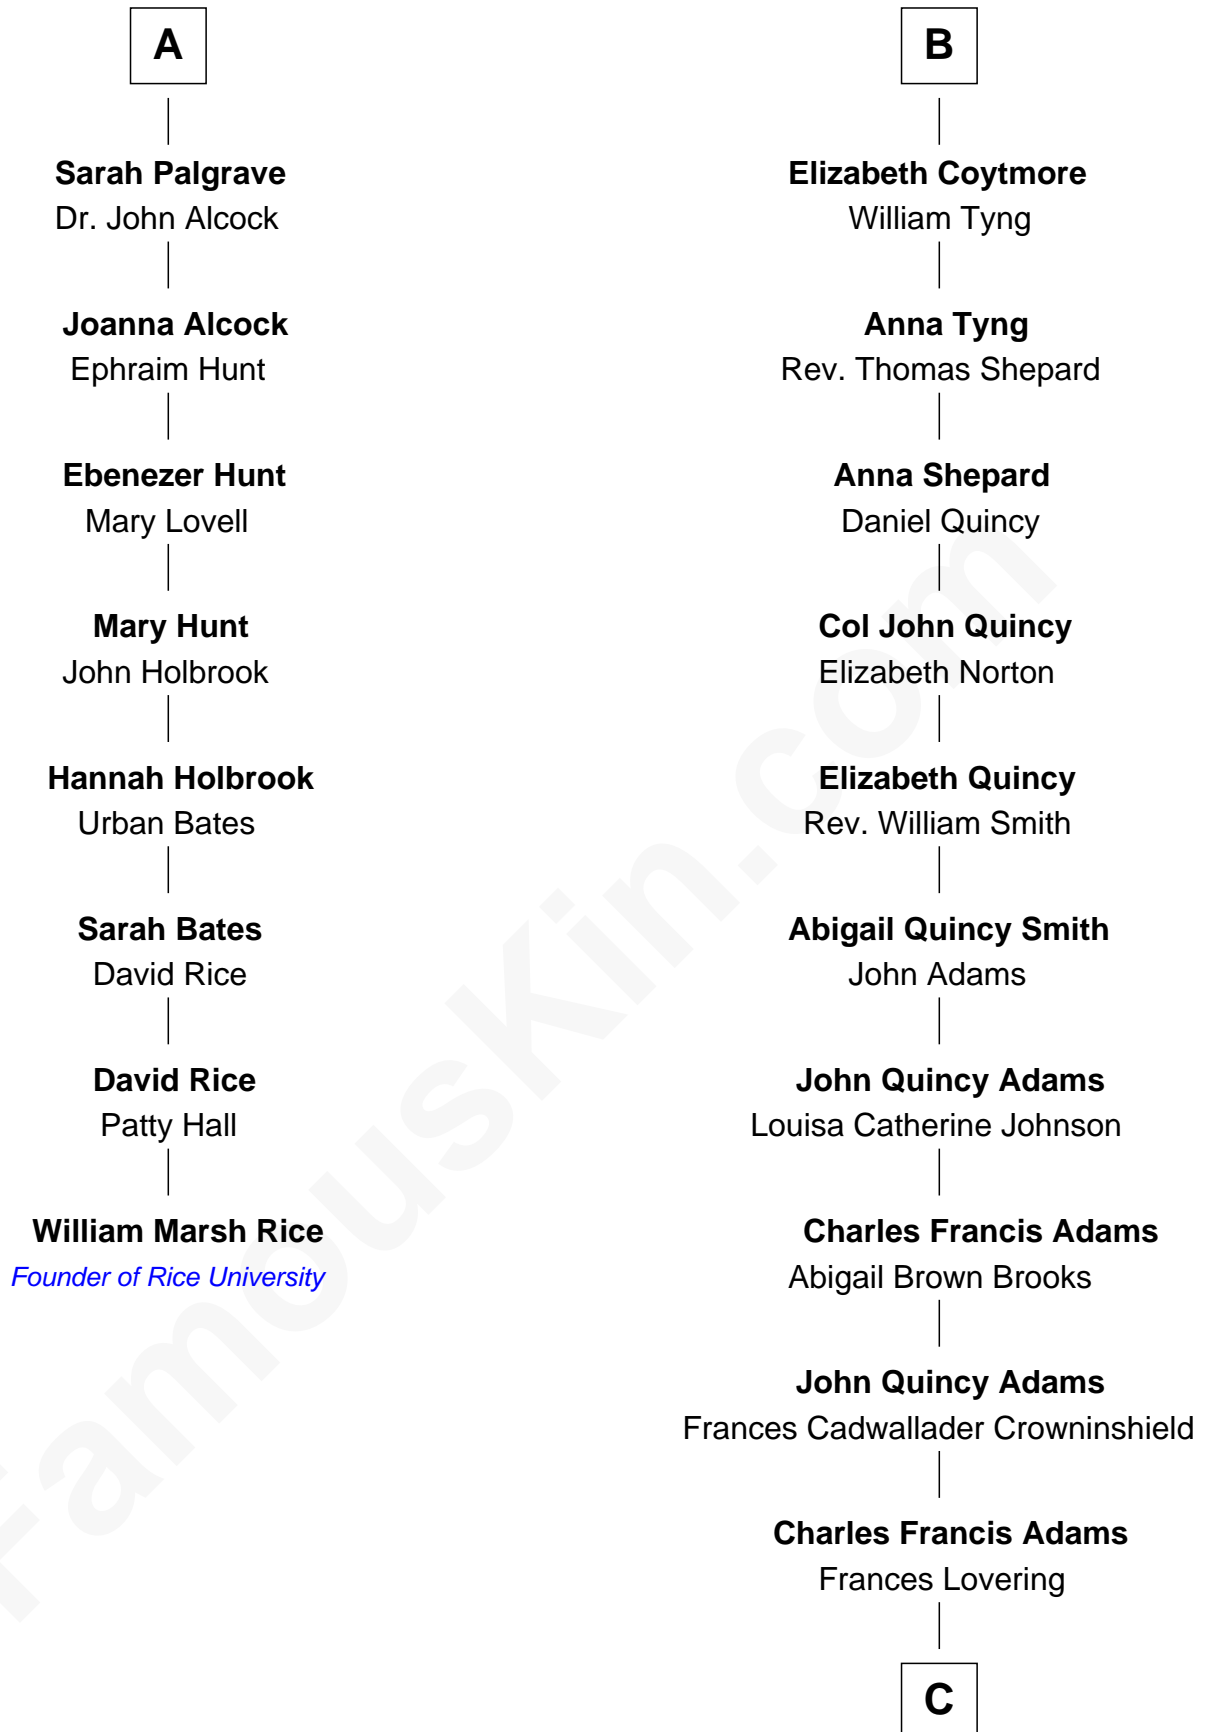 A
Sarah Palgrave
Dr. John Alcock
Joanna Alcock
Ephraim Hunt
Ebenezer Hunt
Mary Lovell
Mary Hunt
John Holbrook
Hannah Holbrook
Urban Bates
Sarah Bates
David Rice
David Rice
Patty Hall
William Marsh Rice
Founder of Rice University
B
Elizabeth Coytmore
William Tyng
Anna Tyng
Rev. Thomas Shepard
Anna Shepard
Daniel Quincy
Col John Quincy
Elizabeth Norton
Elizabeth Quincy
Rev. William Smith
Abigail Quincy Smith
John Adams
John Quincy Adams
Louisa Catherine Johnson
Charles Francis Adams
Abigail Brown Brooks
John Quincy Adams
Frances Cadwallader Crowninshield
Charles Francis Adams
Frances Lovering
C
FamousKin.com